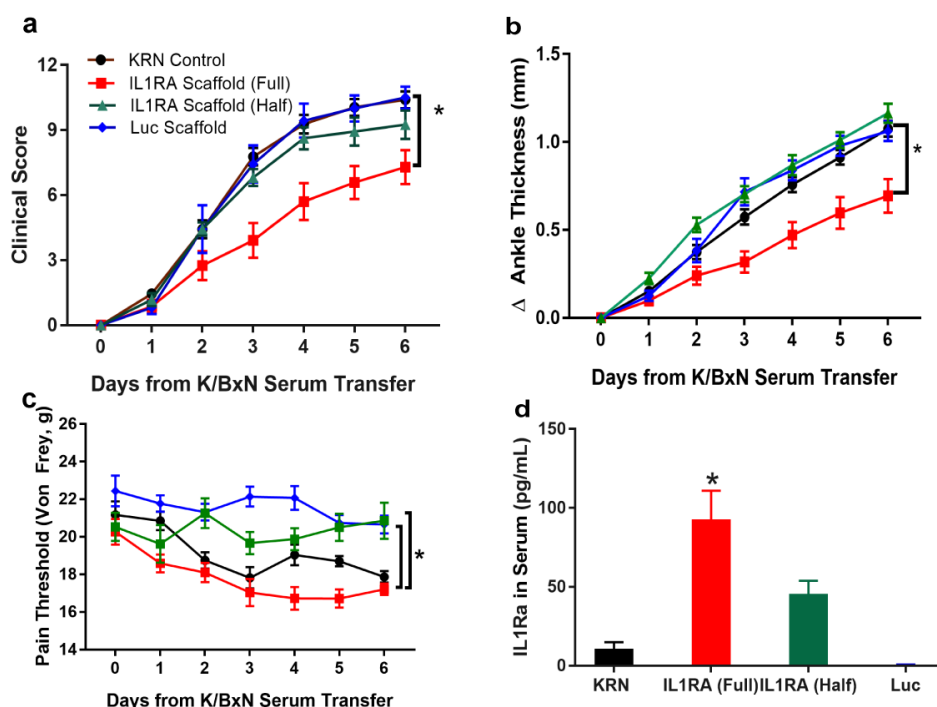 a
KRN Control
IL1RA Scaffold (Full)
IL1RA Scaffold (Half)
Luc Scaffold
12
9
6
3
0
*
Clinical Score
0 1 2 3 4 5 6
Days from K/BxN Serum Transfer
b
1.5
1.0
0.5
0.0
*
Δ Ankle Thickness (mm)
0 1 2 3 4 5 6
Days from K/BxN Serum Transfer
c
24
22
20
18
16
14
*
Pain Threshold (Von Frey, g)
0 1 2 3 4 5 6
Days from K/BxN Serum Transfer
d
150
100
50
0
*
IL1Ra in Serum (pg/mL)
KRN IL1RA (Full) IL1RA (Half) Luc